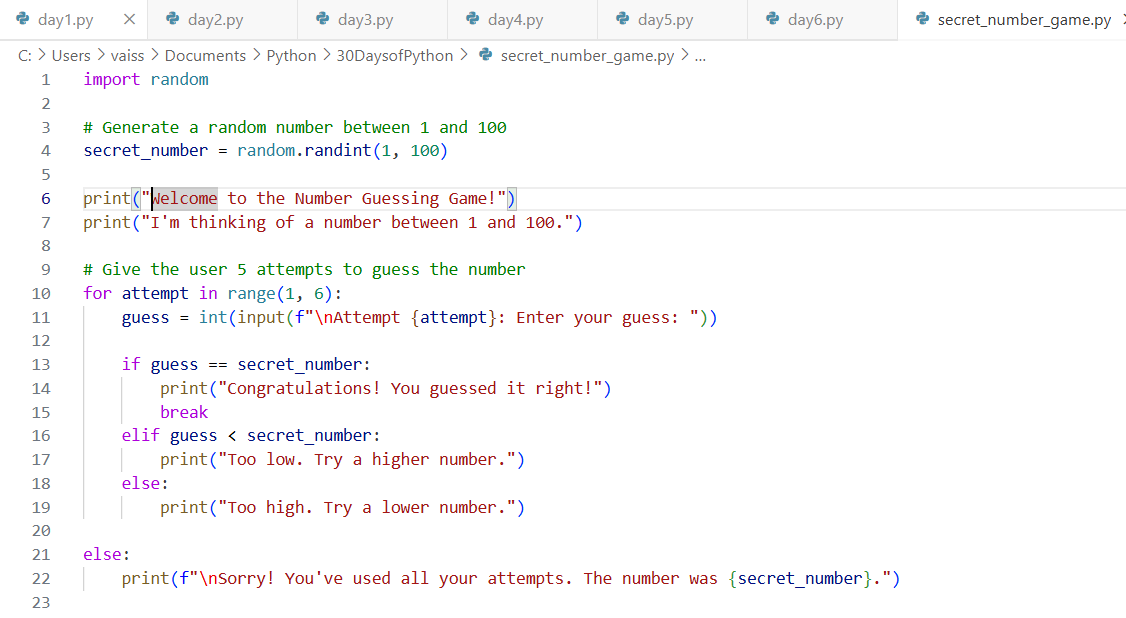 day1.py × day2.py day3.py day4.py day5.py day6.py secret_number_game.py
C: > Users > vaiss > Documents > Python > 30DaysofPython > secret_number_game.py > ...
1 import random
2
3 # Generate a random number between 1 and 100
4 secret_number = random.randint(1, 100)
5
6 print("Welcome to the Number Guessing Game!")
7 print("I'm thinking of a number between 1 and 100.")
8
9 # Give the user 5 attempts to guess the number
10 for attempt in range(1, 6):
11     guess = int(input(f"\nAttempt {attempt}: Enter your guess: "))
12
13     if guess == secret_number:
14         print("Congratulations! You guessed it right!")
15         break
16     elif guess < secret_number:
17         print("Too low. Try a higher number.")
18     else:
19         print("Too high. Try a lower number.")
20
21 else:
22     print(f"\nSorry! You've used all your attempts. The number was {secret_number}.")
23